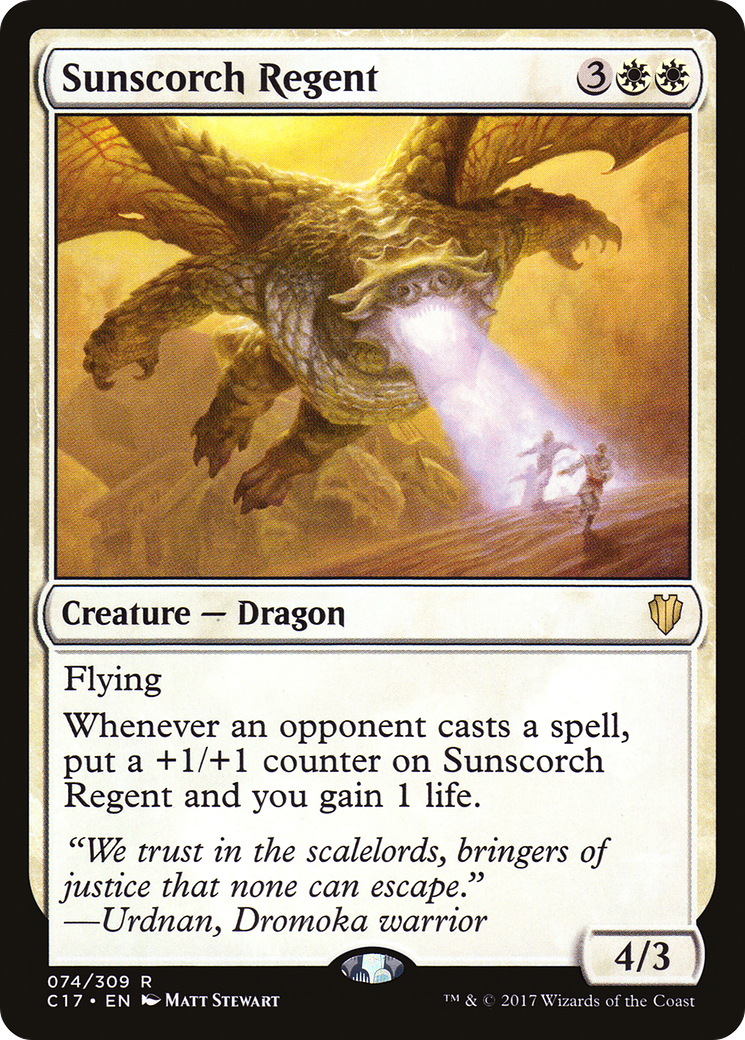 Sunscorch Regent 3
Creature — Dragon
Flying
Whenever an opponent casts a spell,
put a +1/+1 counter on Sunscorch
Regent and you gain 1 life.
“We trust in the scalelords, bringers of
justice that none can escape.”
—Urdnan, Dromoka warrior
4/3
074/309 R
C17 • EN Matt Stewart
™ & © 2017 Wizards of the Coast